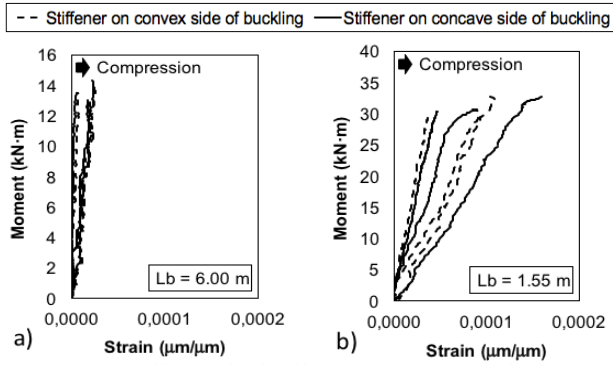 Stiffener on convex side of buckling Stiffener on concave side of buckling
16
14
12
10
8
6
4
2
0
Moment (kN·m)
Compression
Lb = 6.00 m
0,0000 0,0001 0,0002
Strain (µm/µm)
a)
40
35
30
25
20
15
10
5
0
Moment (kN·m)
Compression
Lb = 1.55 m
0,0000 0,0001 0,0002
Strain (µm/µm)
b)